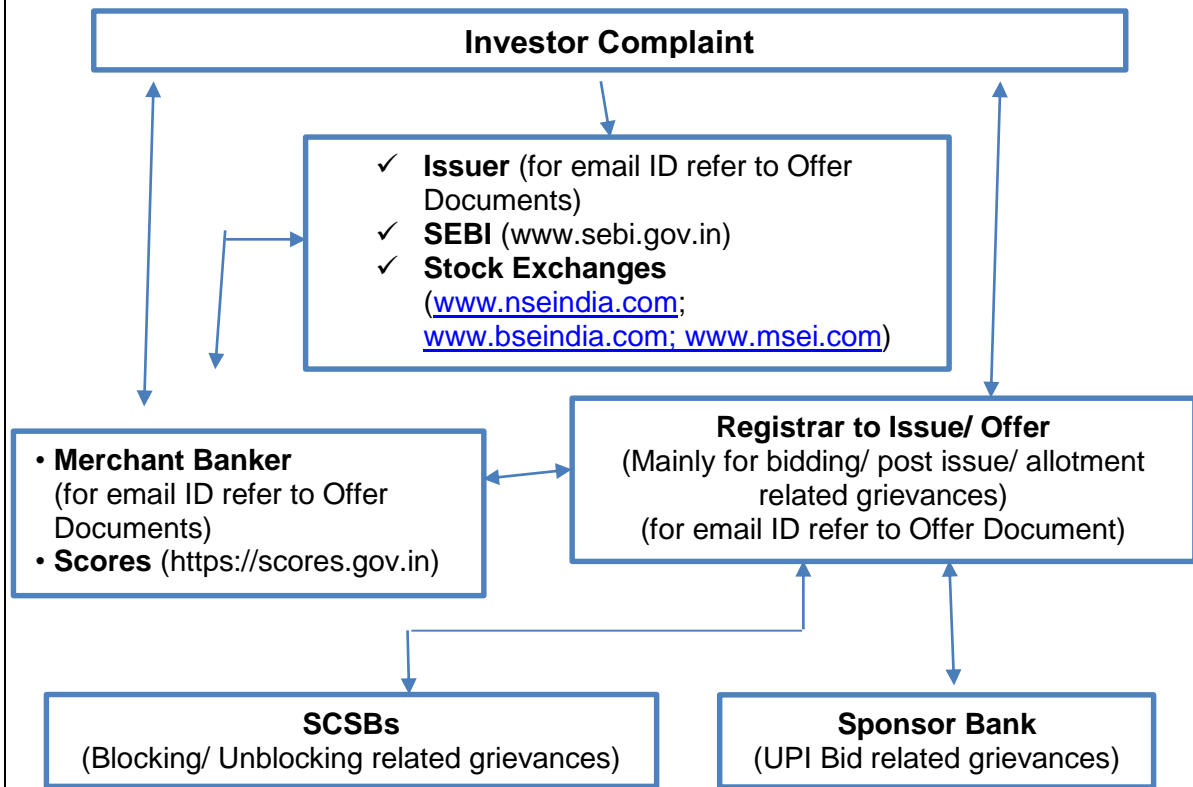 Investor Complaint
✓ Issuer (for email ID refer to Offer
Documents)
✓ SEBI (www.sebi.gov.in)
✓ Stock Exchanges
(www.nseindia.com;
www.bseindia.com; www.msei.com)
• Merchant Banker
(for email ID refer to Offer
Documents)
• Scores (https://scores.gov.in)
Registrar to Issue/ Offer
(Mainly for bidding/ post issue/ allotment
related grievances)
(for email ID refer to Offer Document)
SCSBs
(Blocking/ Unblocking related grievances)
Sponsor Bank
(UPI Bid related grievances)